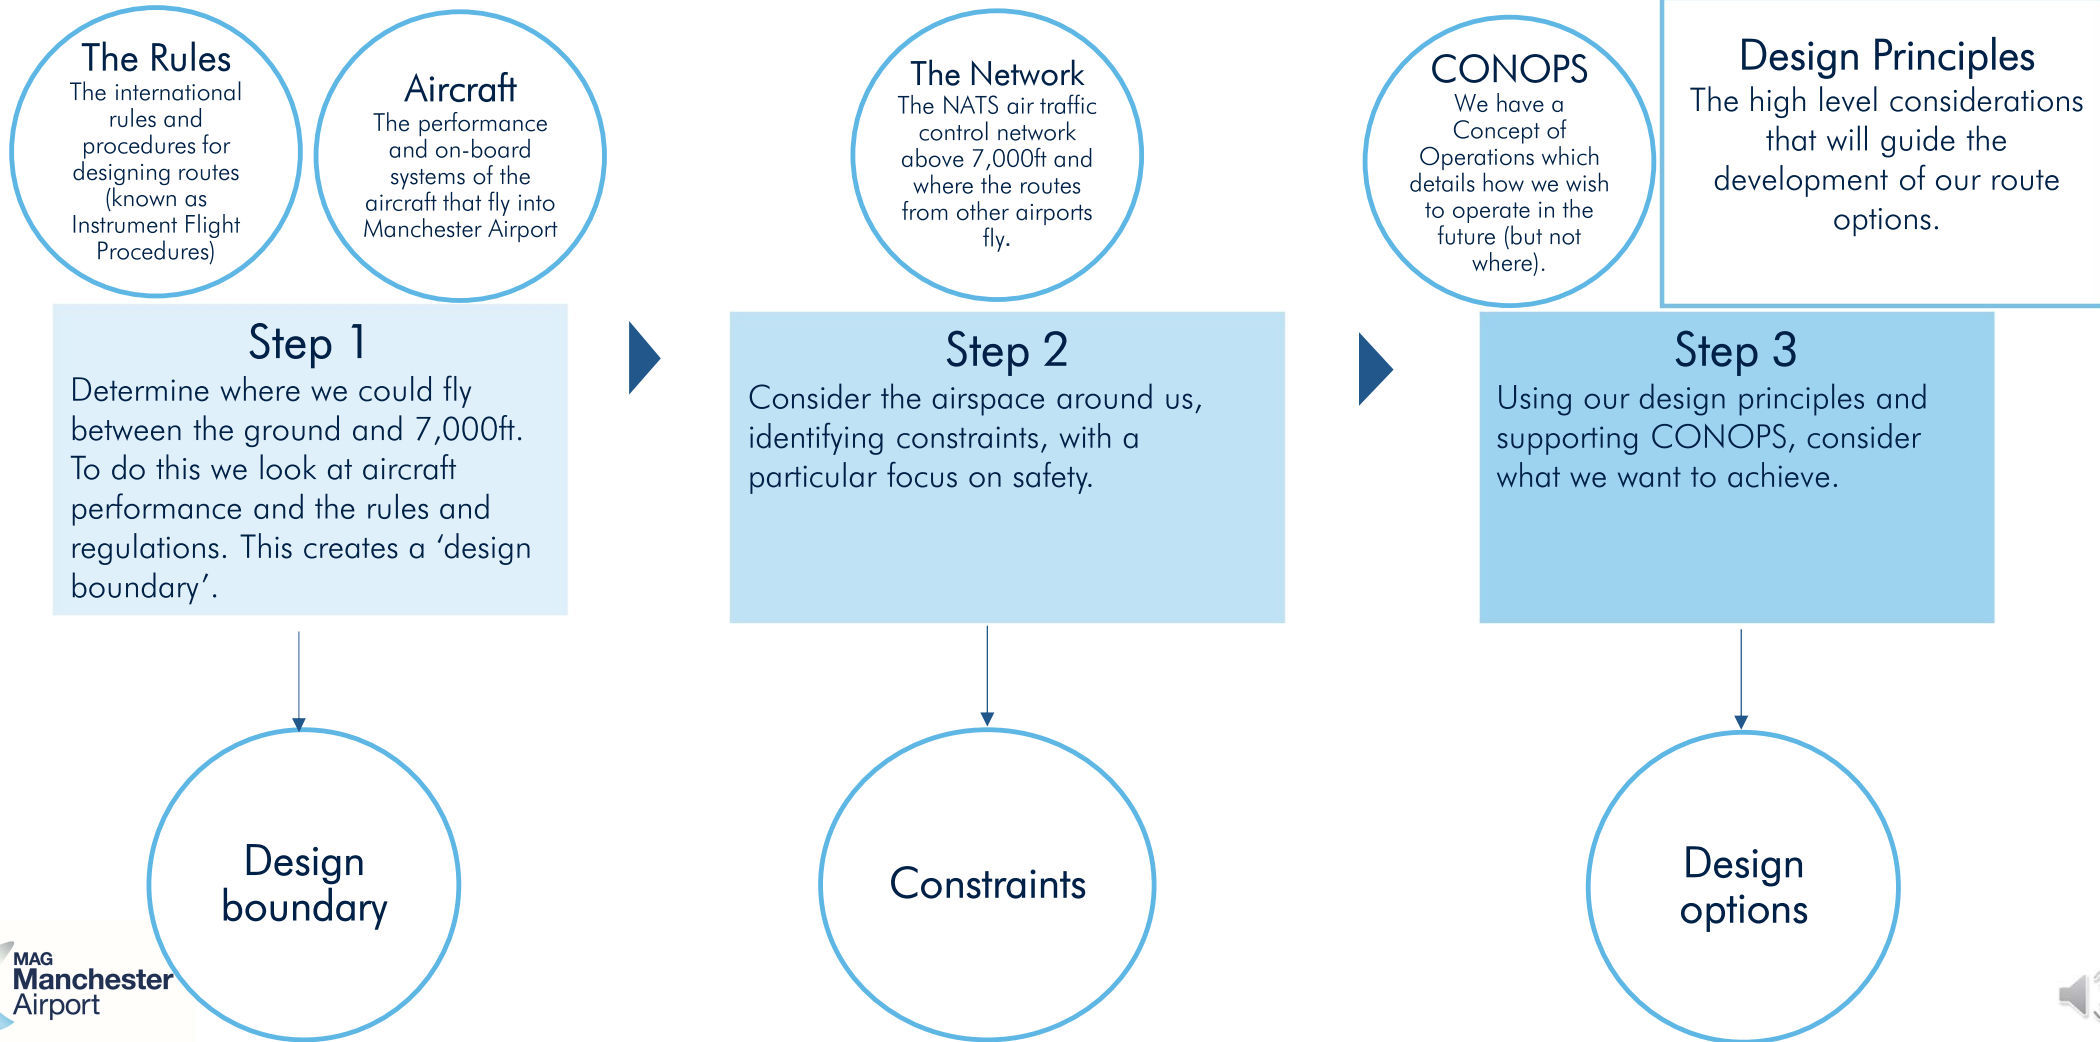 The Rules
The international
rules and
procedures for
designing routes
(known as
Instrument Flight
Procedures)
Aircraft
The performance
and on-board
systems of the
aircraft that fly into
Manchester Airport
The Network
The NATS air traffic
control network
above 7,000ft and
where the routes
from other airports
fly.
CONOPS
We have a
Concept of
Operations which
details how we wish
to operate in the
future (but not
where).
Design Principles
The high level considerations
that will guide the
development of our route
options.
Step 1
Determine where we could fly
between the ground and 7,000ft.
To do this we look at aircraft
performance and the rules and
regulations. This creates a ‘design
boundary’.
Step 2
Consider the airspace around us,
identifying constraints, with a
particular focus on safety.
Step 3
Using our design principles and
supporting CONOPS, consider
what we want to achieve.
Design
boundary
Constraints
Design
options
MAG
Manchester
Airport